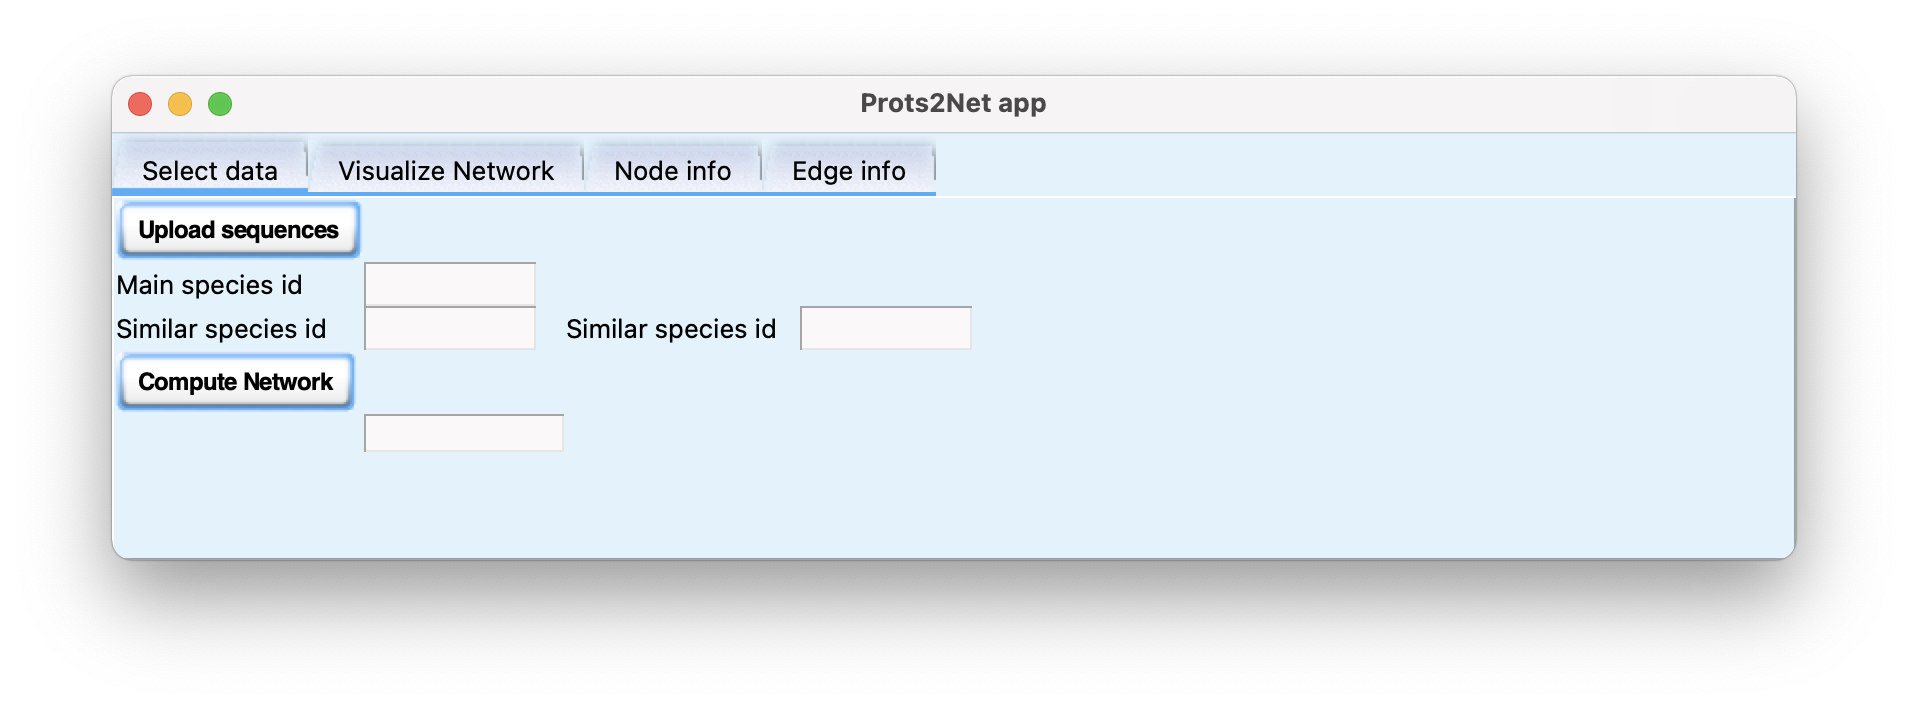 Prots2Net app
Select data Visualize Network Node info Edge info
Upload sequences
Main species id
Similar species id Similar species id
Compute Network